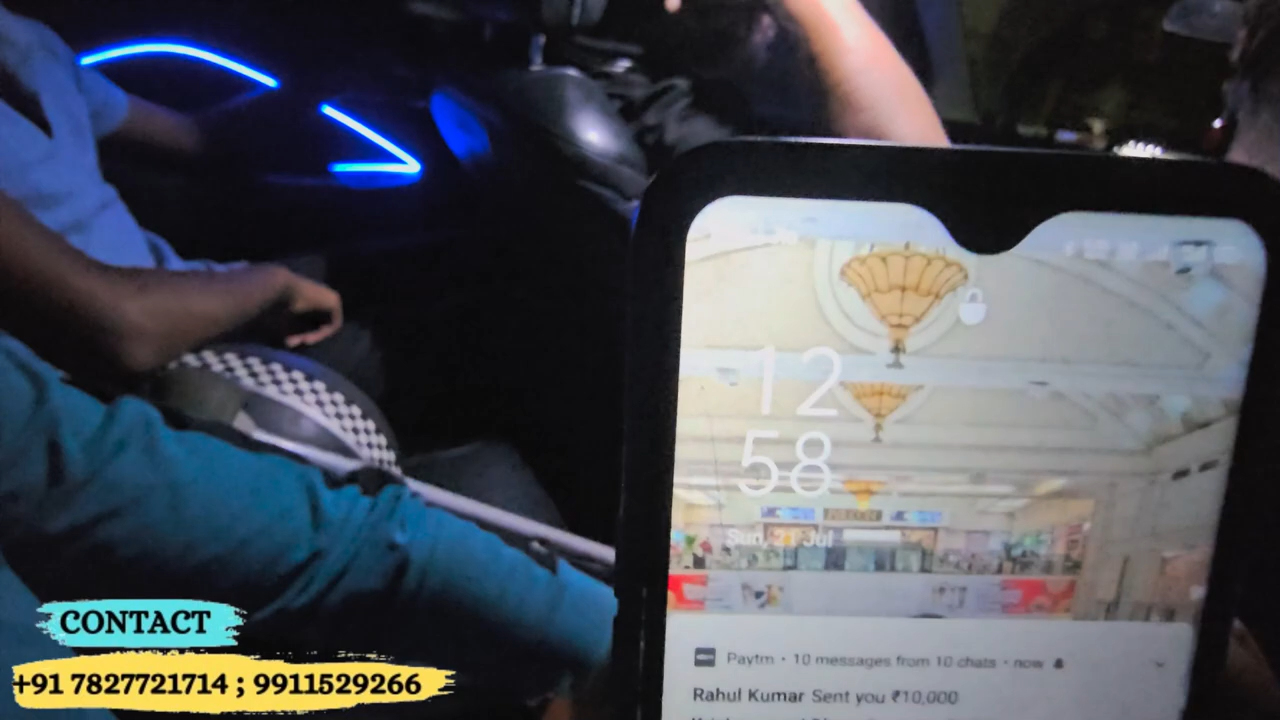 12
58
Sun, 21 Jul
Paytm • 10 messages from 10 chats • now
Rahul Kumar Sent you ₹10,000
CONTACT
+91 7827721714 ; 9911529266